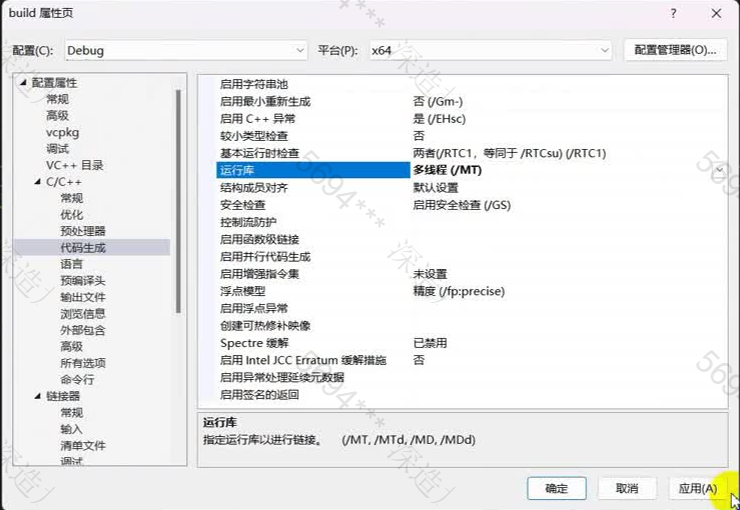 build 属性页
配置(C):
Debug
平台(P):
x64
配置管理器(O)...
配置属性
常规
高级
vcpkg
调试
VC++ 目录
C/C++
常规
优化
预处理器
代码生成
语言
预编译头
输出文件
浏览信息
外部包含
高级
所有选项
命令行
链接器
常规
输入
清单文件
调试
启用字符串池
启用最小重新生成 否 (/Gm-)
启用 C++ 异常 是 (/EHsc)
较小类型检查 否
基本运行时检查 两者(/RTC1，等同于 /RTCsu) (/RTC1)
运行库 多线程 (/MT)
结构成员对齐 默认设置
安全检查 启用安全检查 (/GS)
控制流防护
启用函数级链接
启用并行代码生成
启用增强指令集 未设置
浮点模型 精度 (/fp:precise)
启用浮点异常
创建可热修补映像
Spectre 缓解 已禁用
启用 Intel JCC Erratum 缓解措施 否
启用异常处理延续元数据
启用签名的返回
运行库
指定运行库以进行链接。 (/MT, /MTd, /MD, /MDd)
确定
取消
应用(A)
5694***
5694***
深造
深造
深造